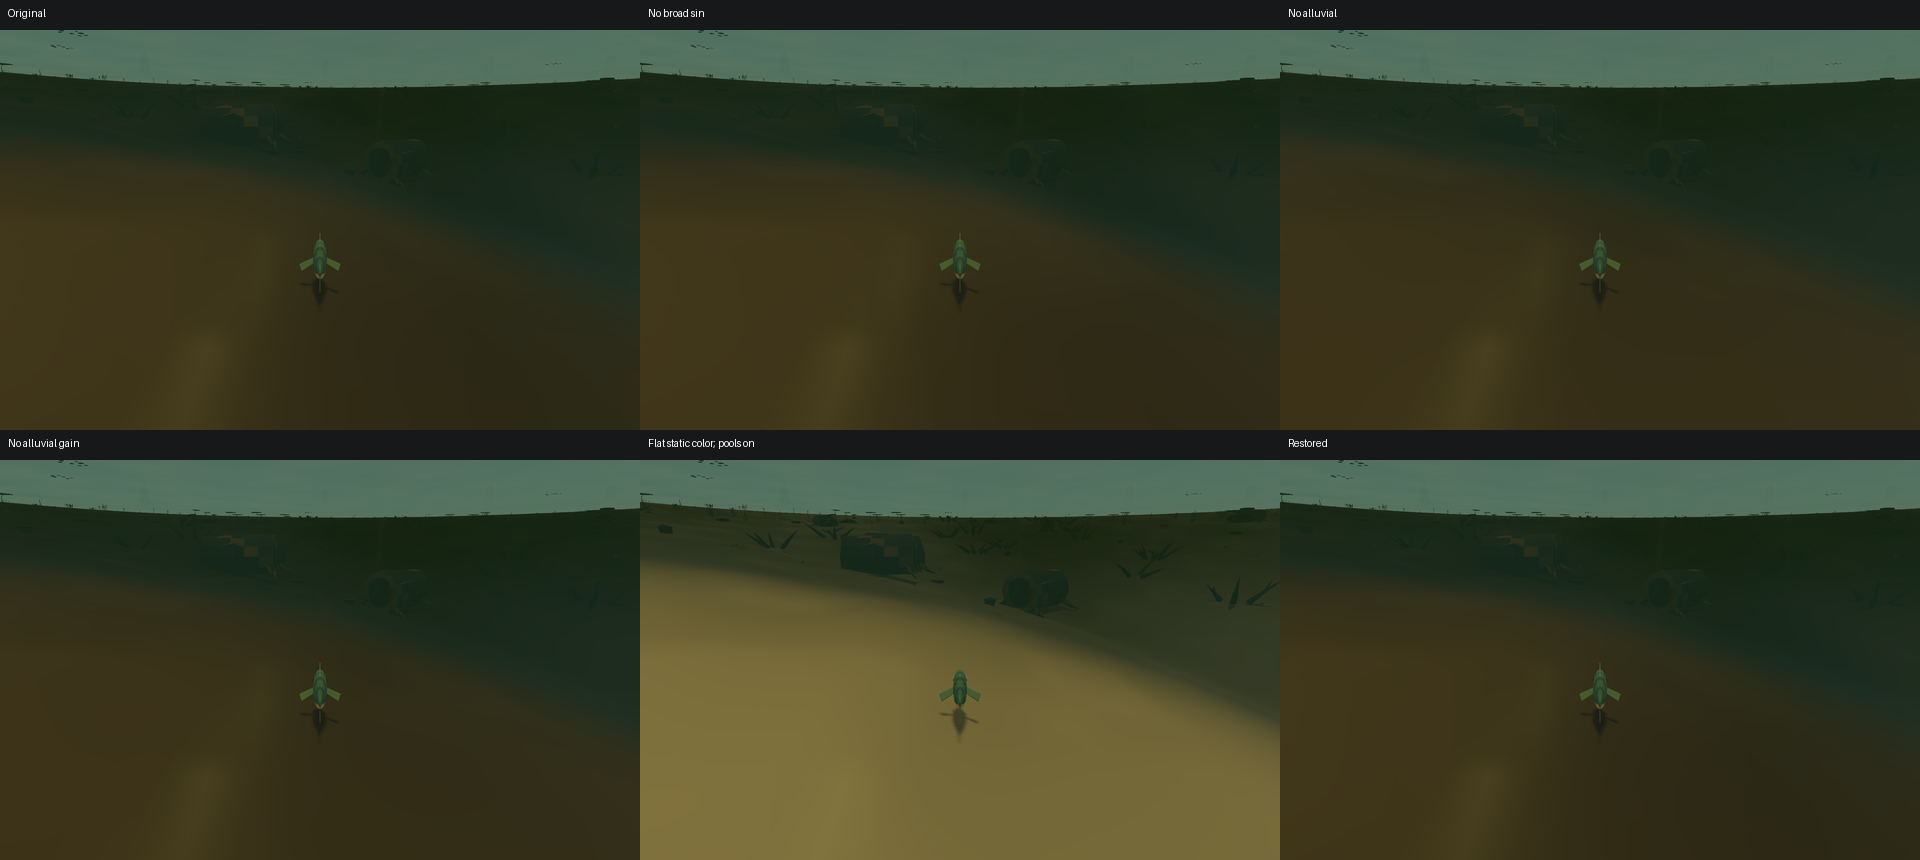 Original
No broad sin
No alluvial
No alluvial gain
Flat static color; pools on
Restored